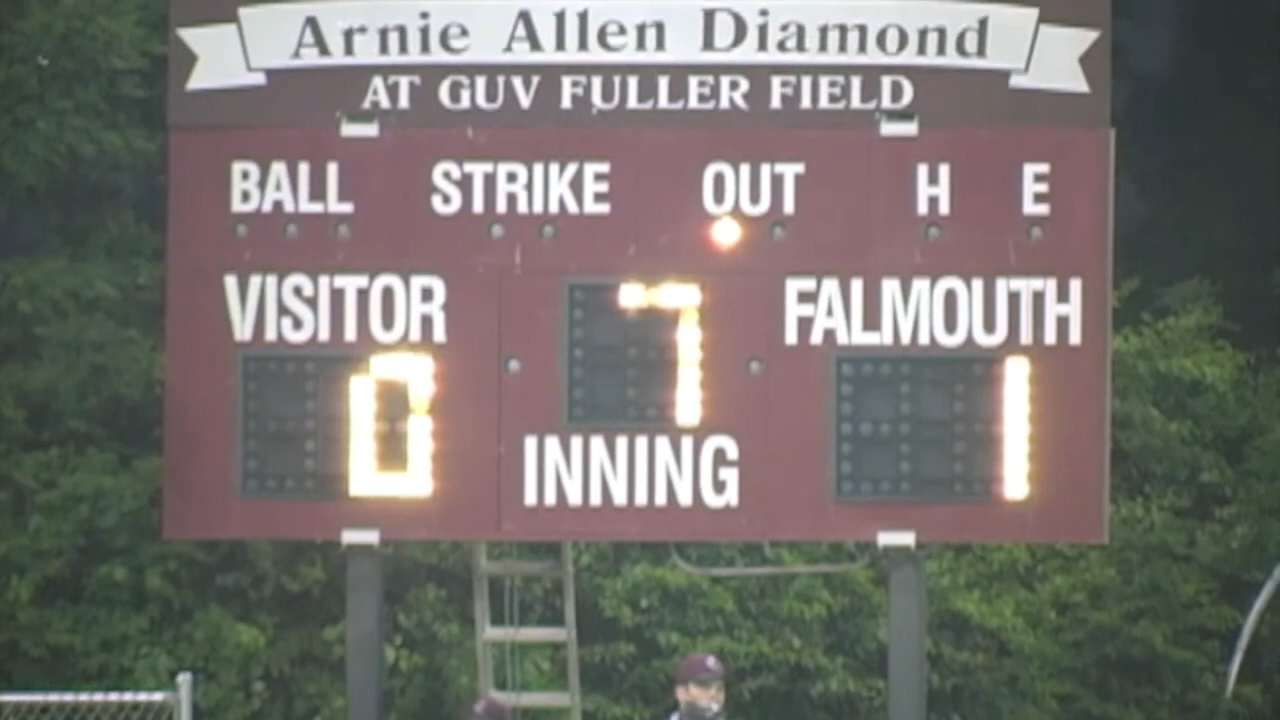 Arnie Allen Diamond
AT GUV FULLER FIELD
BALL STRIKE OUT H E
VISITOR 7 FALMOUTH
0 INNING 1